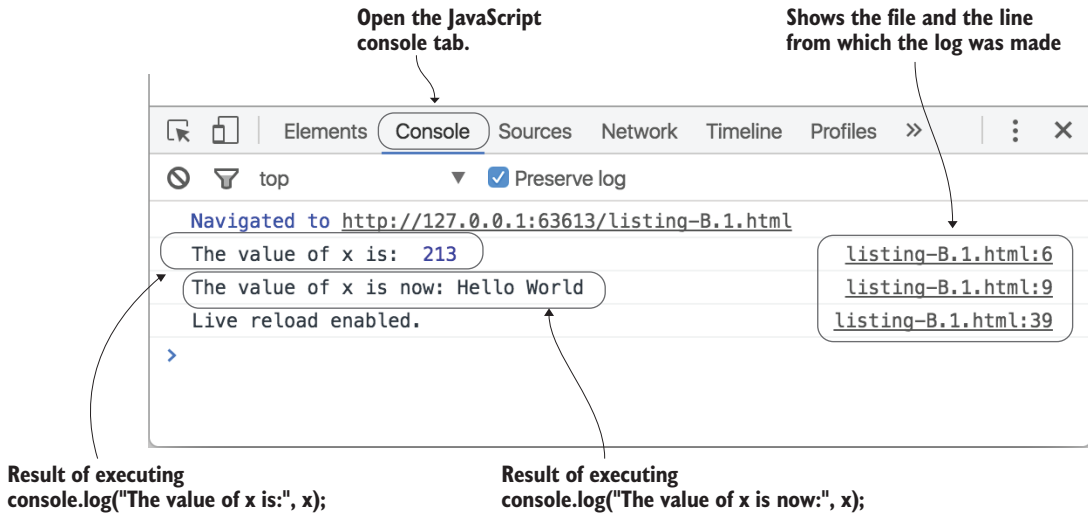 Open the JavaScript
console tab.
Shows the file and the line
from which the log was made
Elements Console Sources Network Timeline Profiles »
top ▼ Preserve log
Navigated to http://127.0.0.1:63613/listing-B.1.html
The value of x is: 213 listing-B.1.html:6
The value of x is now: Hello World listing-B.1.html:9
Live reload enabled. listing-B.1.html:39
>
Result of executing
console.log("The value of x is:", x);
Result of executing
console.log("The value of x is now:", x);